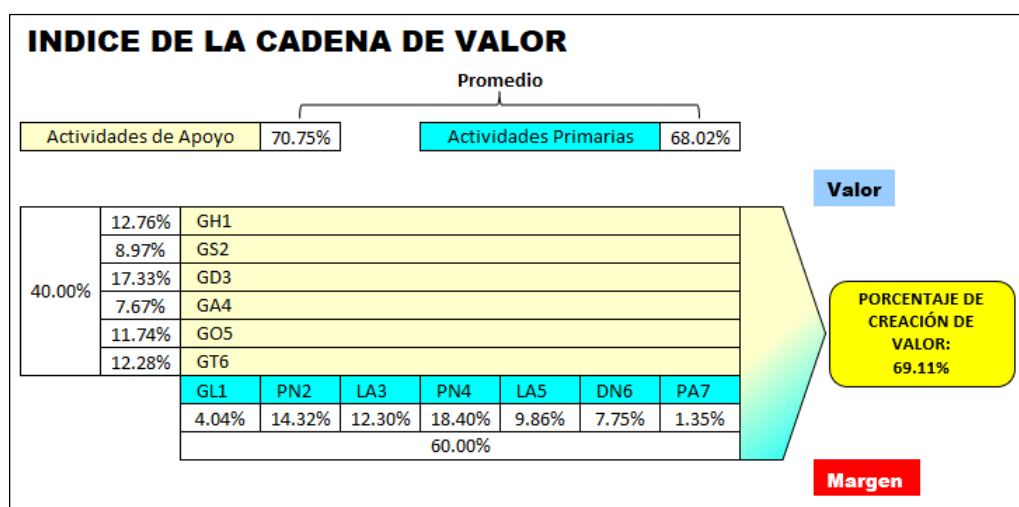 INDICE DE LA CADENA DE VALOR
Promedio
Actividades de Apoyo 70.75% Actividades Primarias 68.02%
Valor
40.00%
12.76% GH1
8.97% GS2
17.33% GD3
7.67% GA4
11.74% GO5
12.28% GT6
PORCENTAJE DE
CREACIÓN DE
VALOR:
69.11%
GL1 PN2 LA3 PN4 LA5 DN6 PA7
4.04% 14.32% 12.30% 18.40% 9.86% 7.75% 1.35%
60.00%
Margen